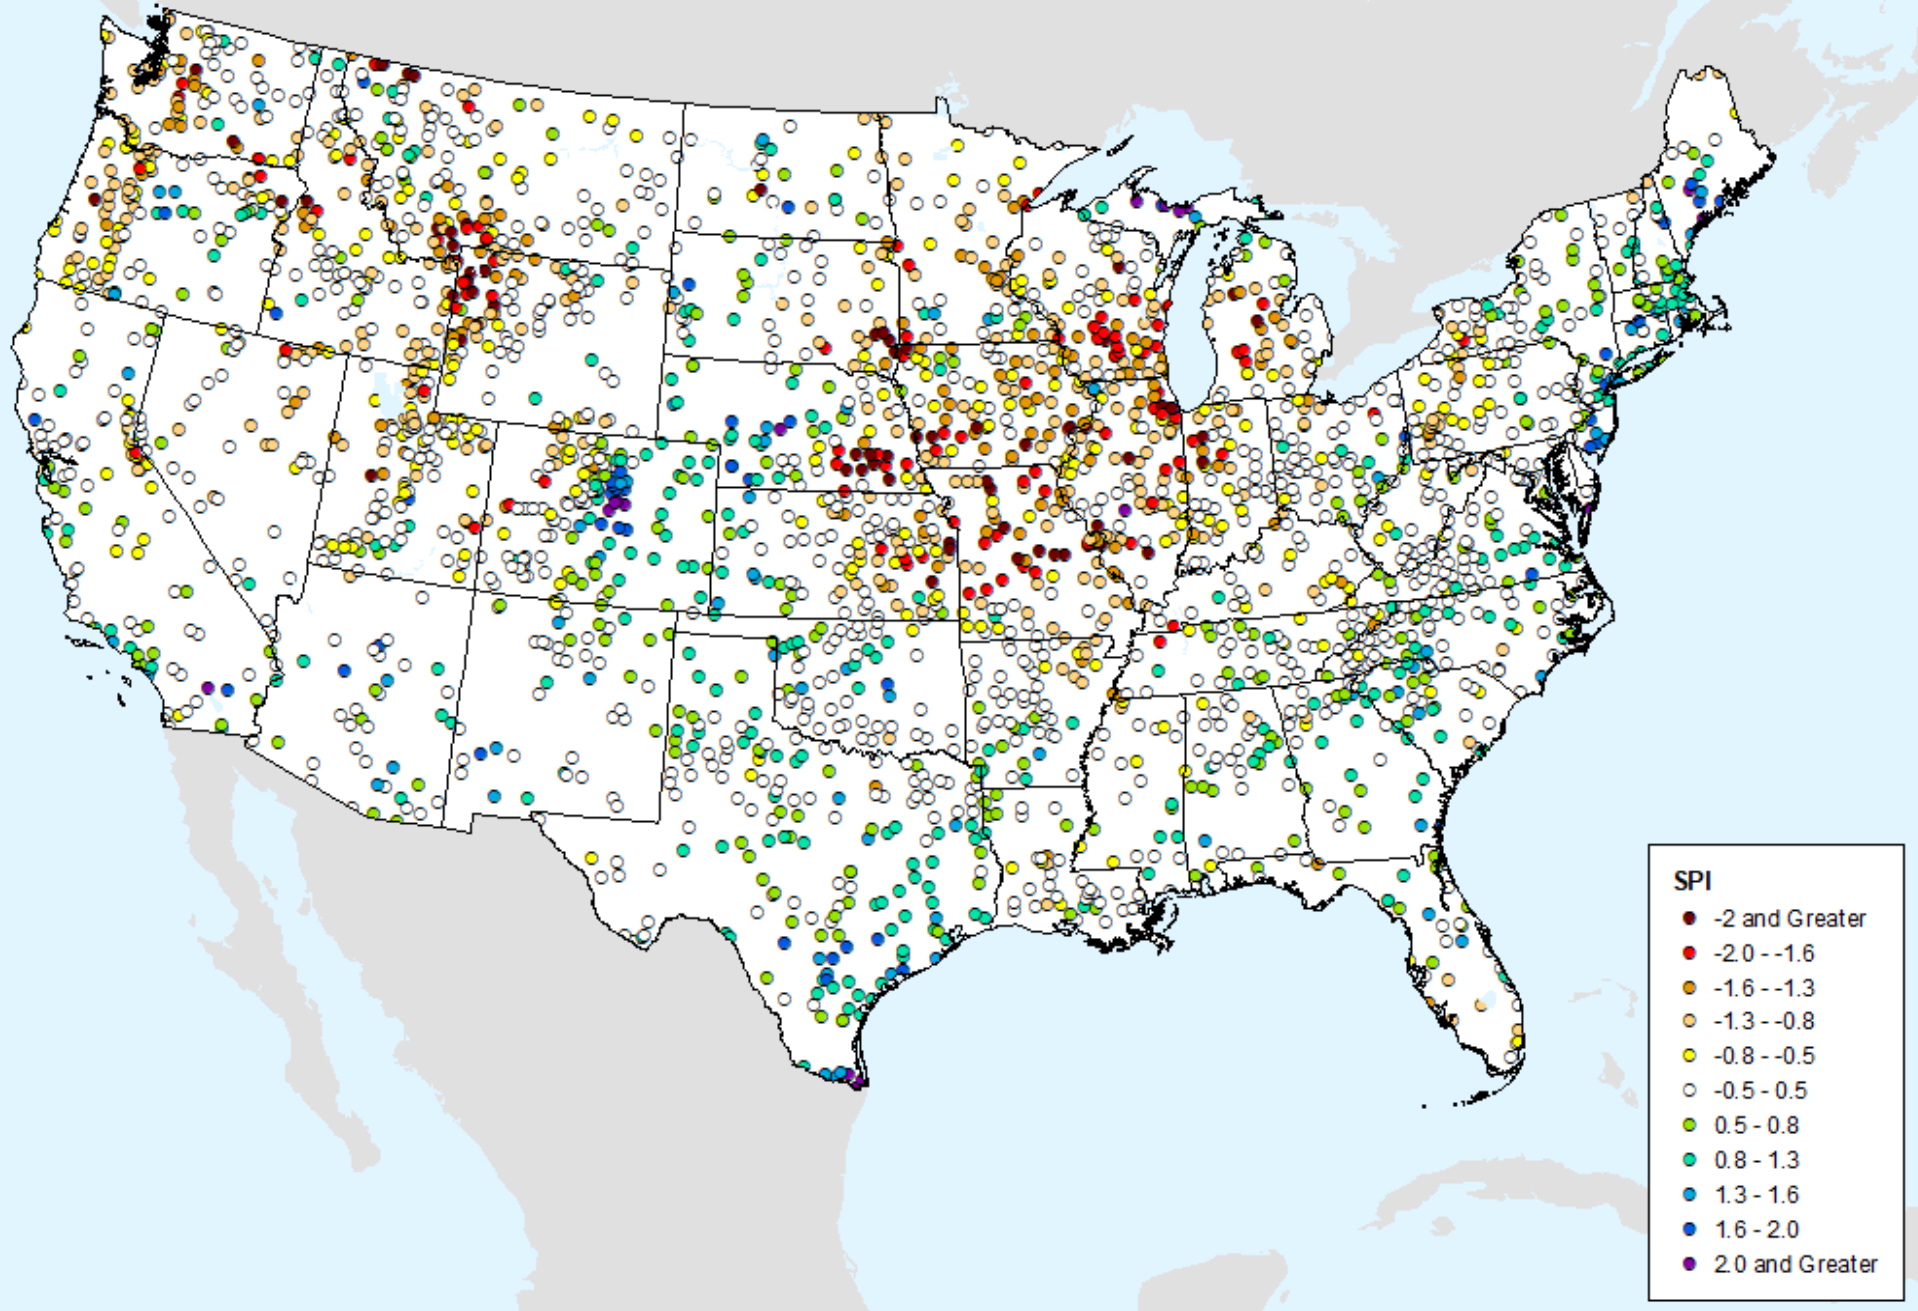 SPI
-2 and Greater
-2.0 - -1.6
-1.6 - -1.3
-1.3 - -0.8
-0.8 - -0.5
-0.5 - 0.5
0.5 - 0.8
0.8 - 1.3
1.3 - 1.6
1.6 - 2.0
2.0 and Greater